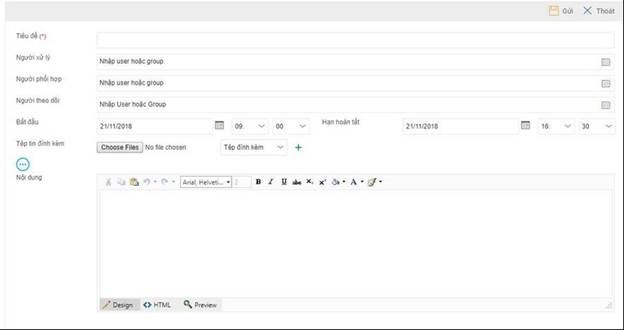 Gửi Thoát
Tiêu đề (*)
Người xử lý Nhập user hoặc group
Người phối hợp Nhập user hoặc group
Người theo dõi Nhập User hoặc Group
Bắt đầu 21/11/2018 09 00 Hạn hoàn tất 21/11/2018 16 30
Tệp tin đính kèm Choose Files No file chosen Tệp đính kèm
Nội dung
Arial, Helveti... 2 B I U abc X₂ X² A
Design HTML Preview